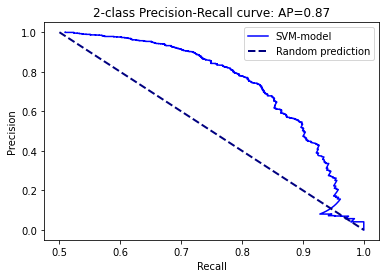 2-class Precision-Recall curve: AP=0.87
SVM-model
Random prediction
Precision
1.0
0.8
0.6
0.4
0.2
0.0
0.5 0.6 0.7 0.8 0.9 1.0
Recall